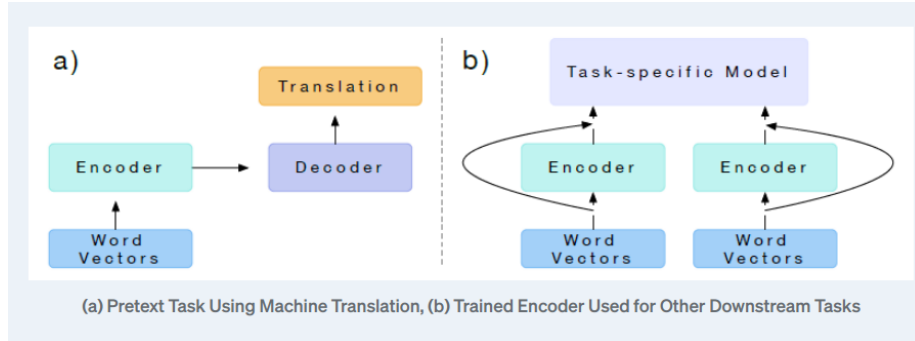 a)
Translation
Encoder
Decoder
Word
Vectors
b)
Task-specific Model
Encoder
Encoder
Word
Vectors
Word
Vectors
(a) Pretext Task Using Machine Translation, (b) Trained Encoder Used for Other Downstream Tasks